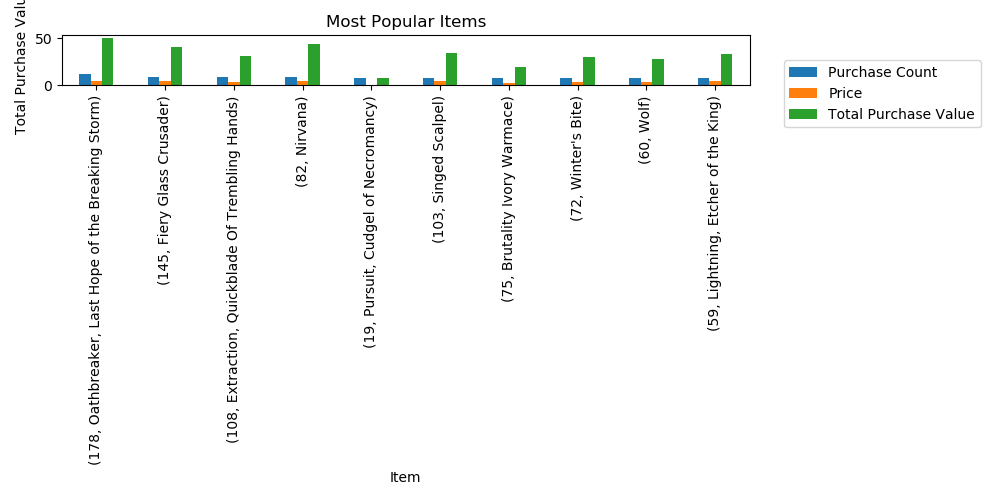 Most Popular Items
Total Purchase Valu
50
0
(178, Oathbreaker, Last Hope of the Breaking Storm)
(145, Fiery Glass Crusader)
(108, Extraction, Quickblade Of Trembling Hands)
(82, Nirvana)
(19, Pursuit, Cudgel of Necromancy)
(103, Singed Scalpel)
(75, Brutality Ivory Warmace)
(72, Winter's Bite)
(60, Wolf)
(59, Lightning, Etcher of the King)
Item
Purchase Count
Price
Total Purchase Value